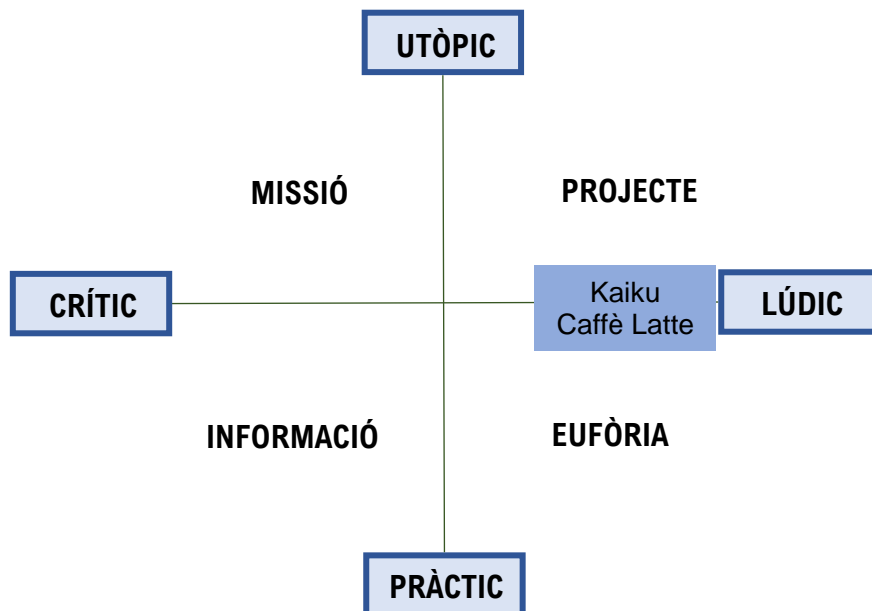 UTÒPIC
MISSIÓ
PROJECTE
CRÍTIC
Kaiku
Caffè Latte
LÚDIC
INFORMACIÓ
EUFÒRIA
PRÀCTIC